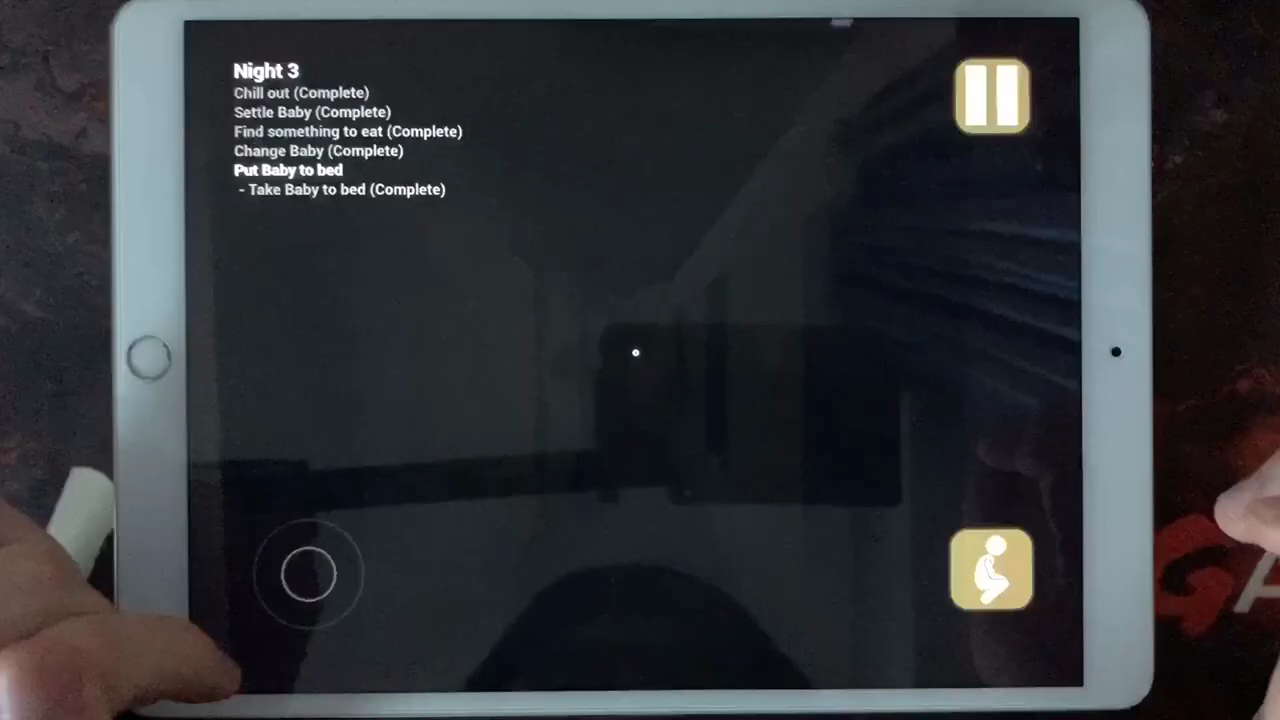 Night 3
Chill out (Complete)
Settle Baby (Complete)
Find something to eat (Complete)
Change Baby (Complete)
Put Baby to bed
- Take Baby to bed (Complete)